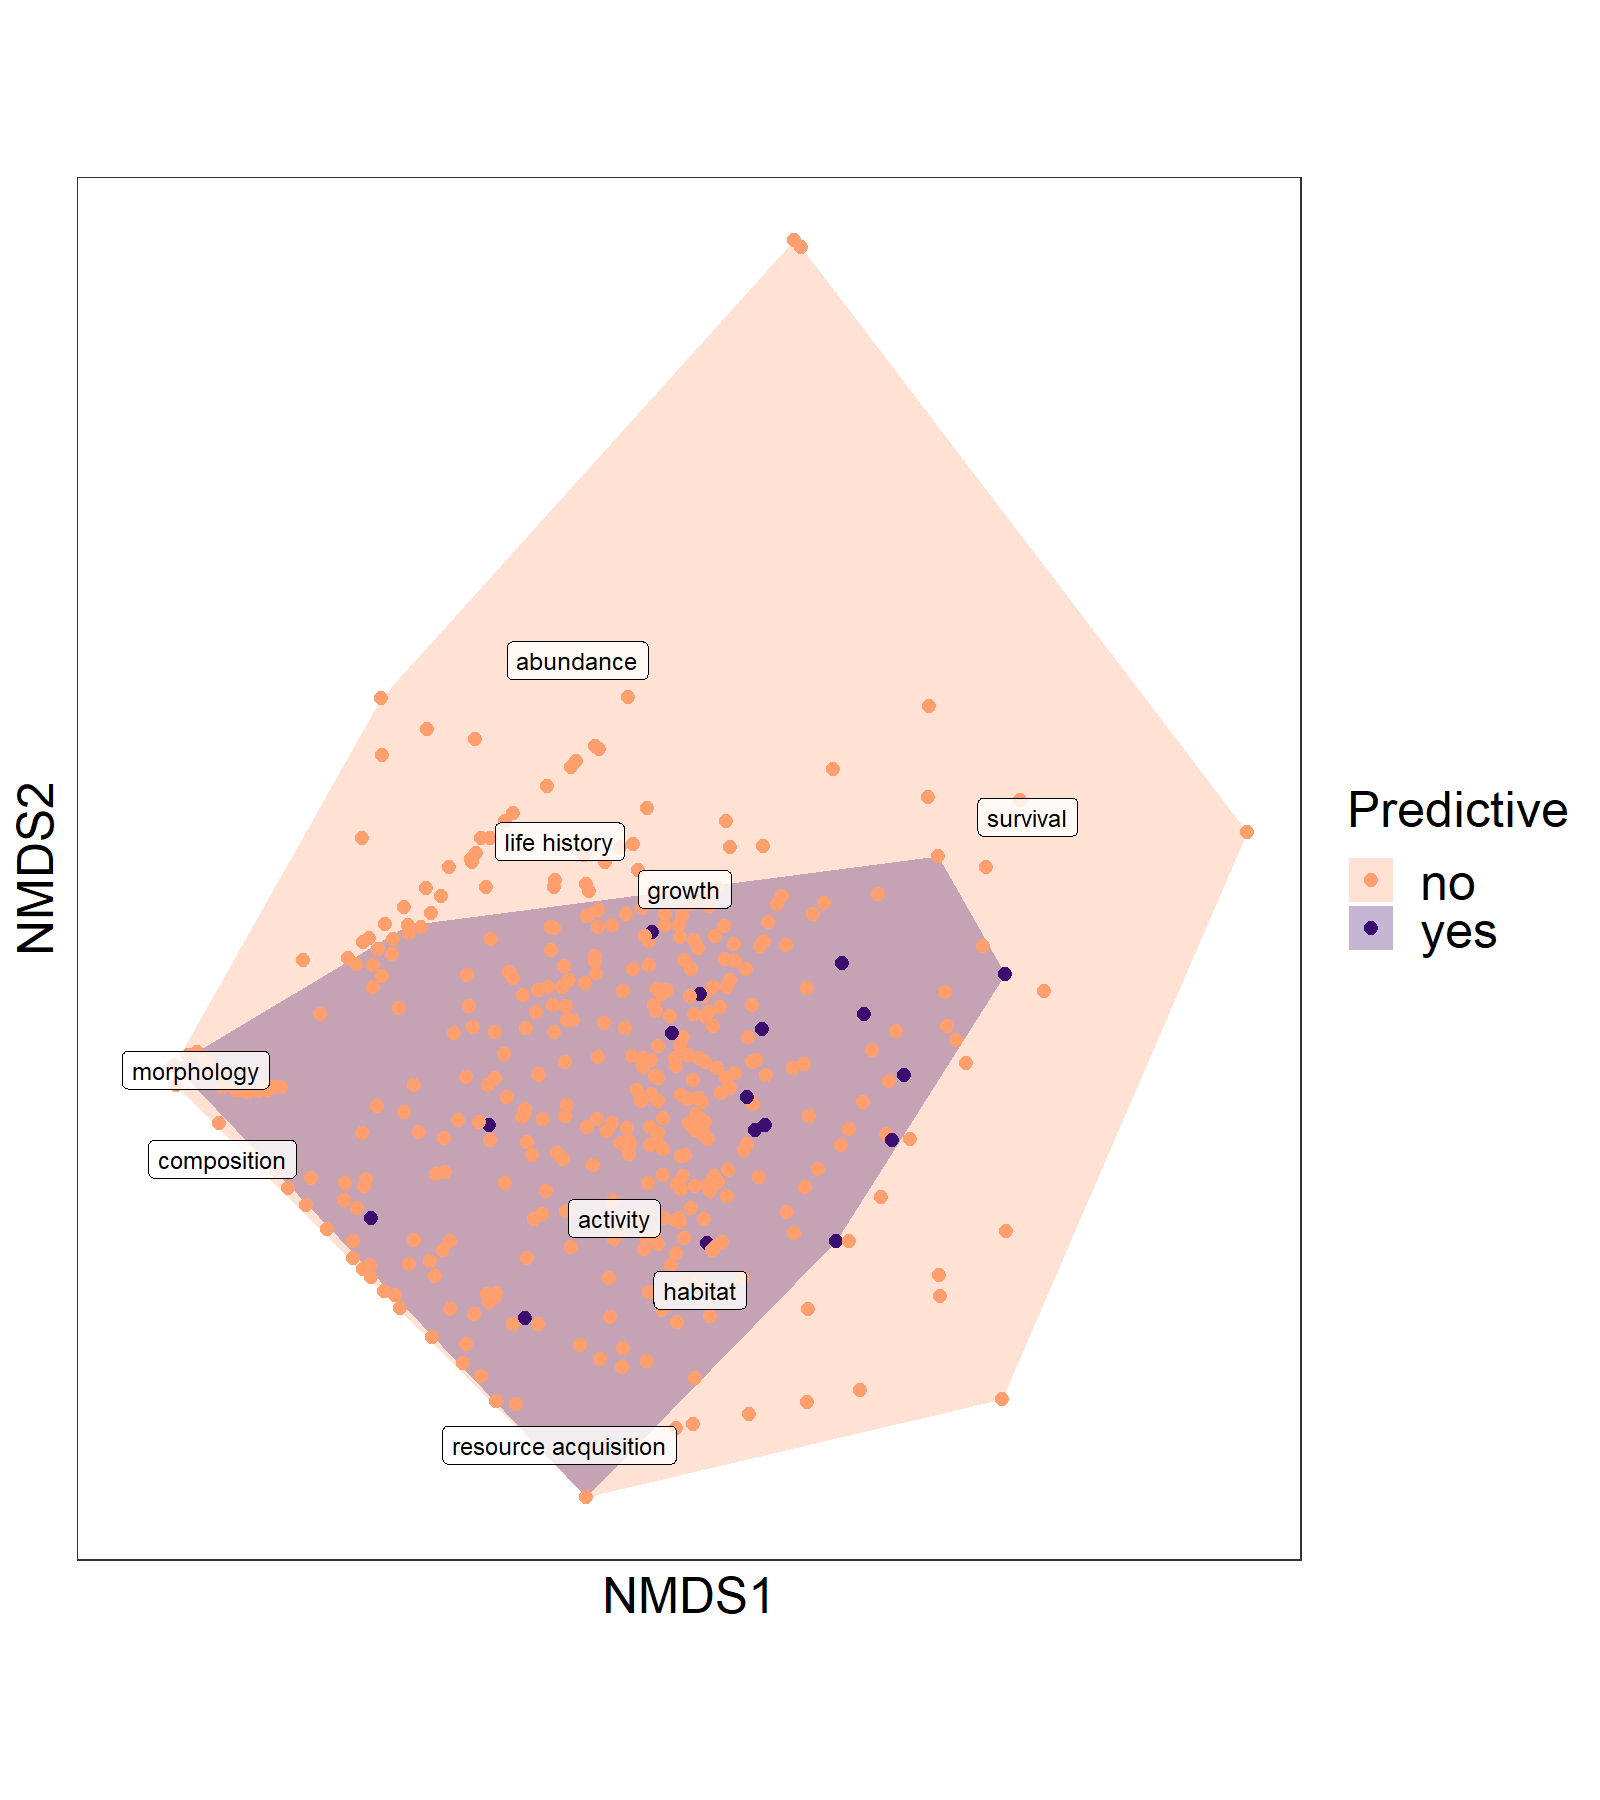 abundance
survival
life history
growth
morphology
composition
activity
habitat
resource acquisition
NMDS2
NMDS1
Predictive
no
yes